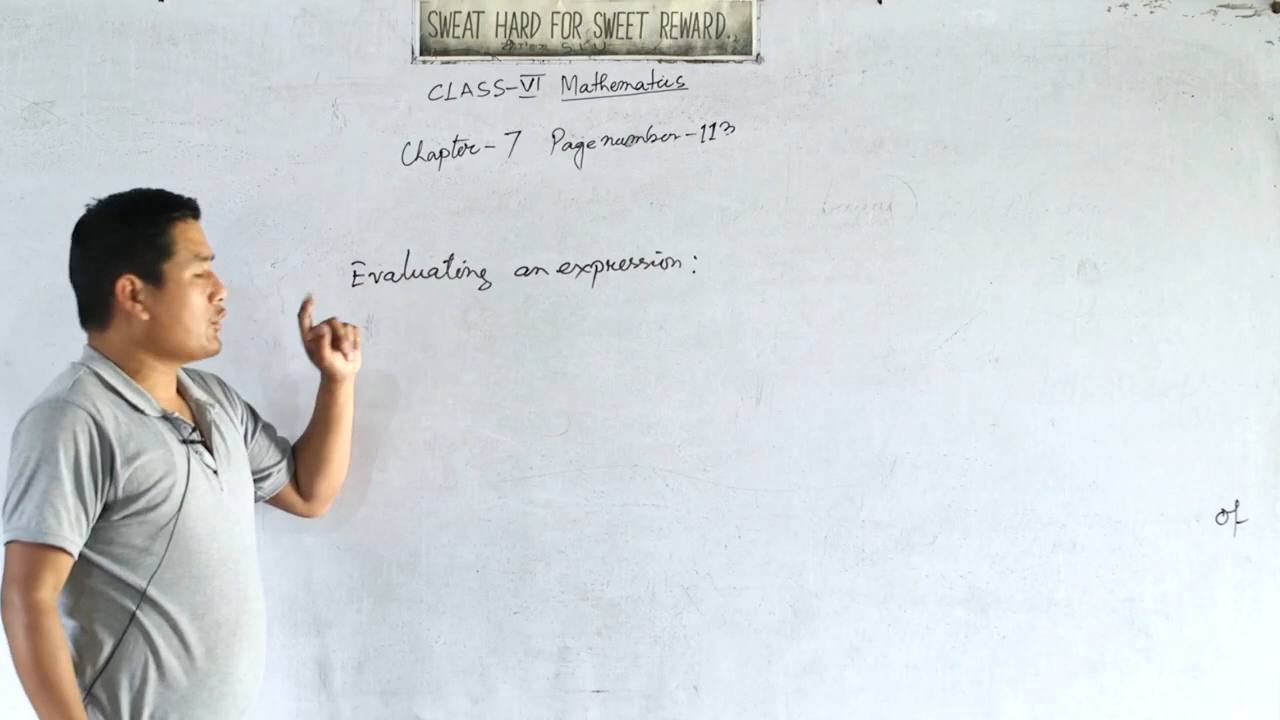 SWEAT HARD FOR SWEET REWARD..
CLASS-VI Mathematics
Chapter-7 Page number-113
Evaluating an expression:
of